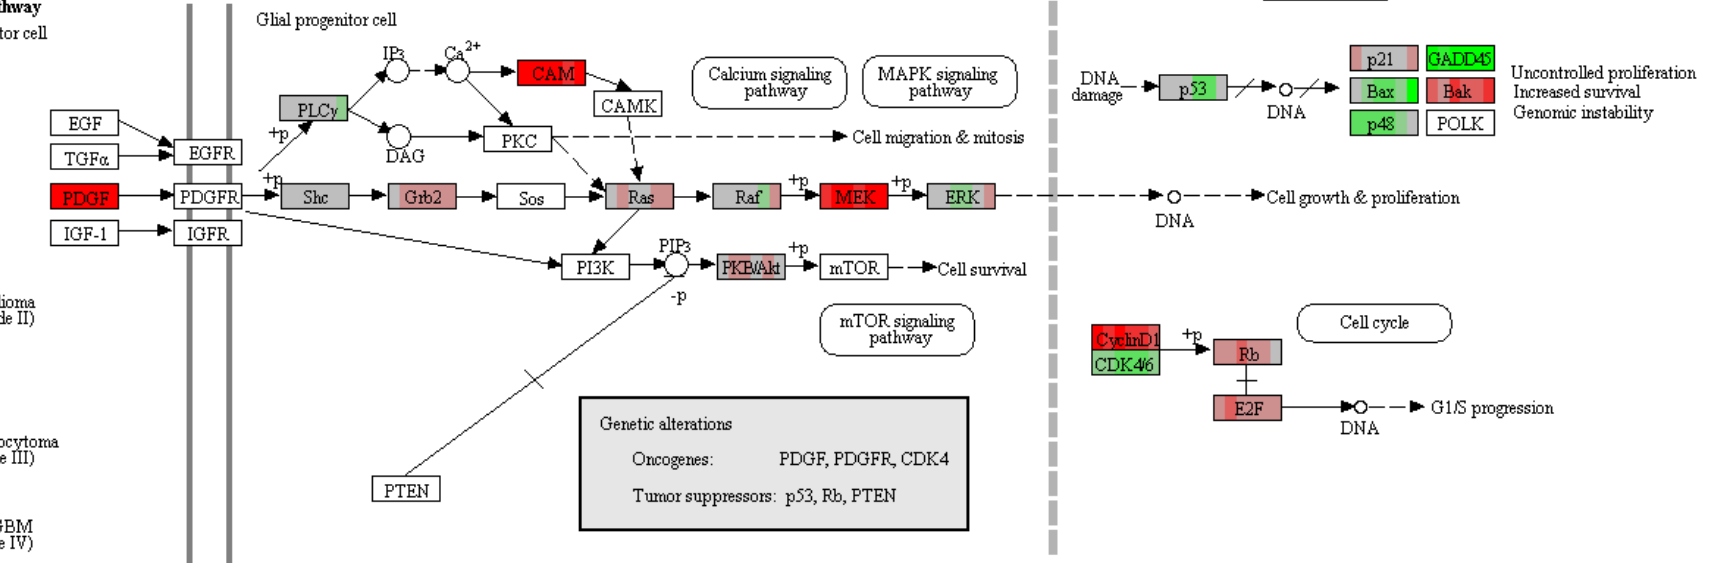 thway
tor cell
Glial progenitor cell
IP3
Ca2+
CAM
CAMK
PLCγ
+p
DAG
PKC
Calcium signaling
pathway
MAPK signaling
pathway
Cell migration & mitosis
DNA
damage
p53
DNA
p21
GADD45
Bax
Bak
p48
POLK
Uncontrolled proliferation
Increased survival
Genomic instability
EGF
TGFα
EGFR
PDGF
PDGFR
+p
Shc
Grb2
Sos
Ras
Raf
+p
MEK
+p
ERK
DNA
Cell growth & proliferation
IGF-1
IGFR
PI3K
PIP3
-p
PKB/Akt
+p
mTOR
Cell survival
mTOR signaling
pathway
lioma
de II)
CyclinD1
CDK4/6
+p
Rb
E2F
Cell cycle
DNA
G1/S progression
ocytoma
e III)
PTEN
Genetic alterations
Oncogenes: PDGF, PDGFR, CDK4
Tumor suppressors: p53, Rb, PTEN
GBM
e IV)